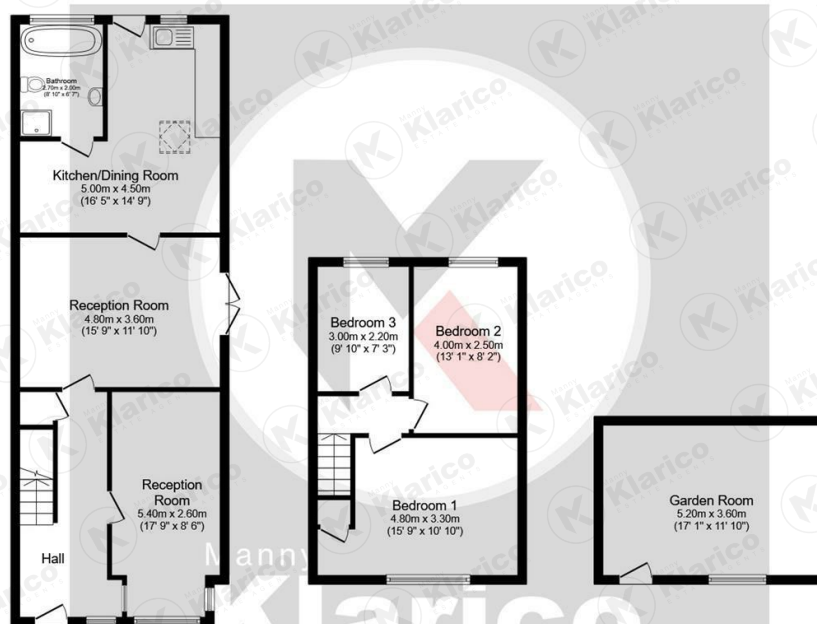 Bathroom
2.70m x 2.00m
(8' 10" x 6' 7")
Kitchen/Dining Room
5.00m x 4.50m
(16' 5" x 14' 9")
Reception Room
4.80m x 3.60m
(15' 9" x 11' 10")
Reception
Room
5.40m x 2.60m
(17' 9" x 8' 6")
Hall
Bedroom 3
3.00m x 2.20m
(9' 10" x 7' 3")
Bedroom 2
4.00m x 2.50m
(13' 1" x 8' 2")
Bedroom 1
4.80m x 3.30m
(15' 9" x 10' 10")
Garden Room
5.20m x 3.60m
(17' 1" x 11' 10")
Manny
Klarico